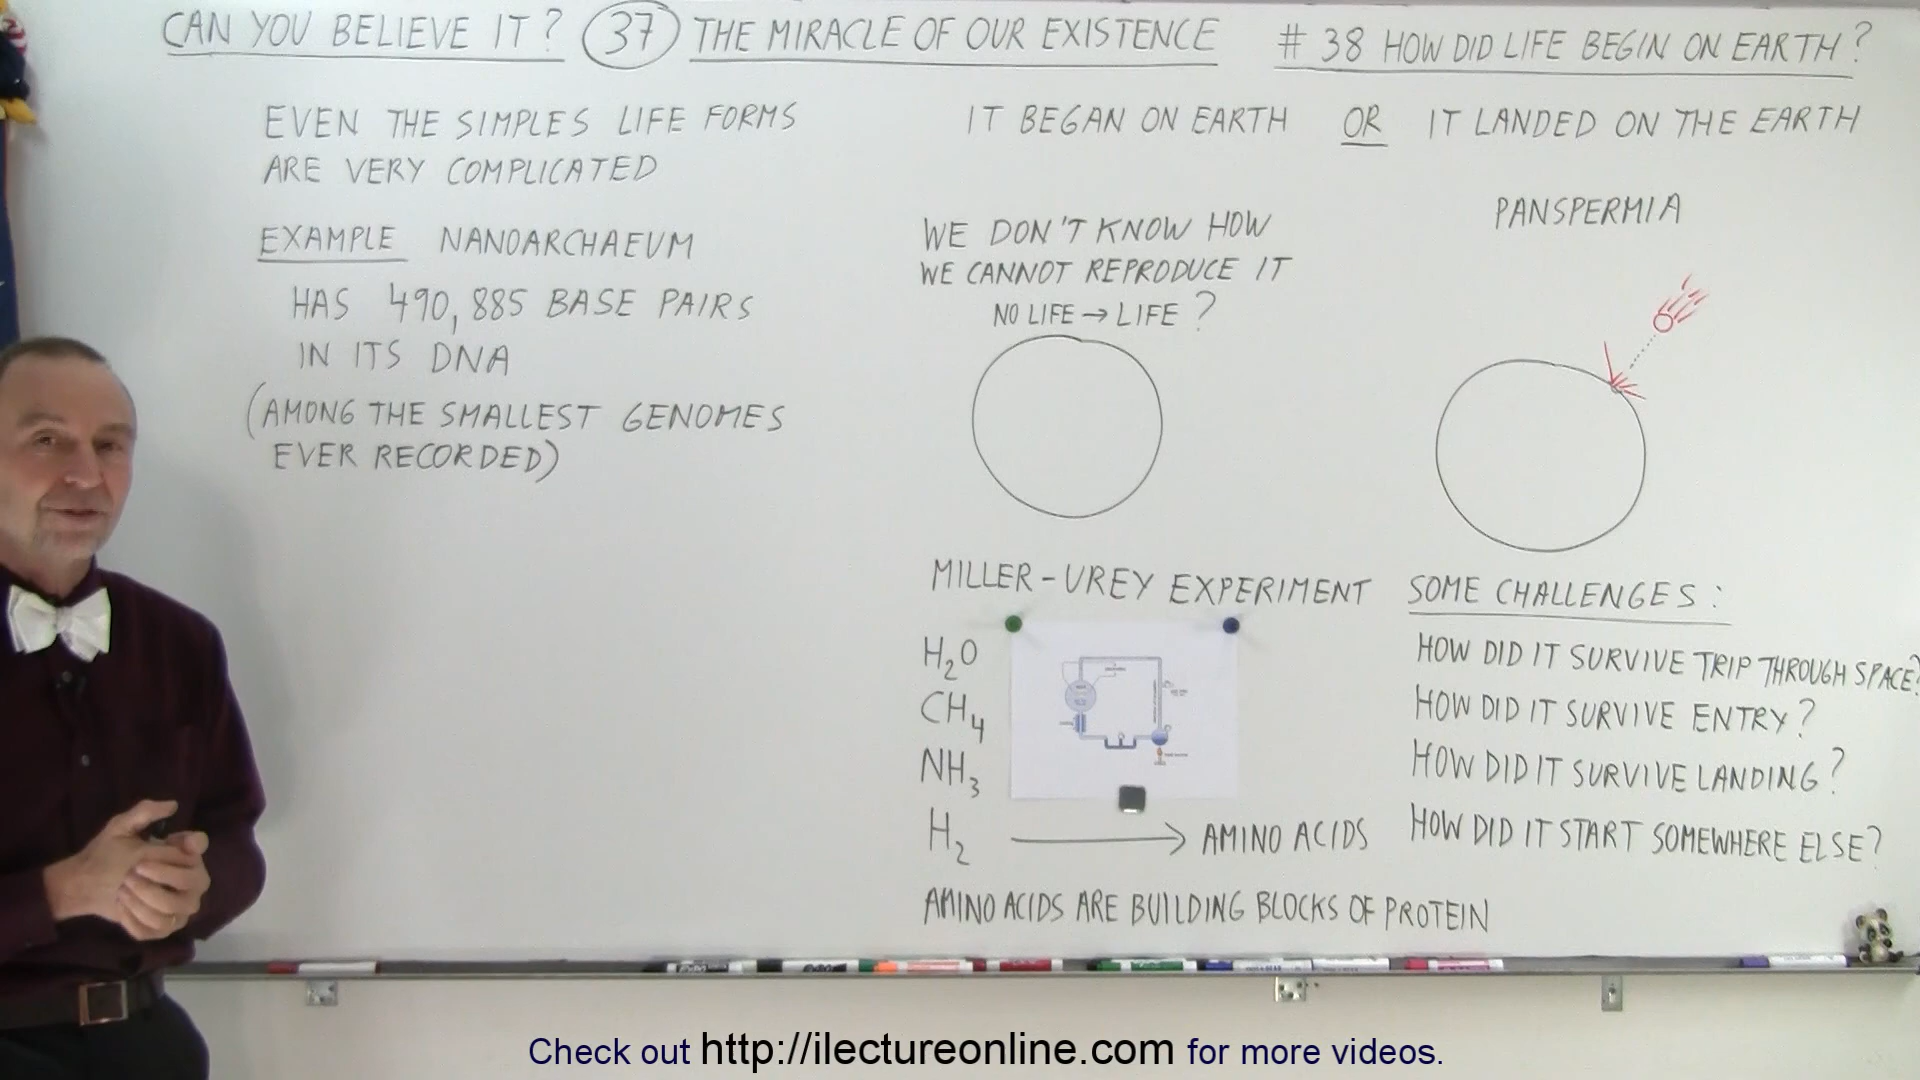 CAN YOU BELIEVE IT? 37 THE MIRACLE OF OUR EXISTENCE
# 38 HOW DID LIFE BEGIN ON EARTH?
EVEN THE SIMPLES LIFE FORMS
ARE VERY COMPLICATED
EXAMPLE NANOARCHAEUM
HAS 490,885 BASE PAIRS
IN ITS DNA
(AMONG THE SMALLEST GENOMES
EVER RECORDED)
IT BEGAN ON EARTH OR IT LANDED ON THE EARTH
WE DON'T KNOW HOW
WE CANNOT REPRODUCE IT
NO LIFE → LIFE ?
MILLER-UREY EXPERIMENT
H₂O
CH₄
NH₃
H₂ → AMINO ACIDS
AMINO ACIDS ARE BUILDING BLOCKS OF PROTEIN
PANSPERMIA
SOME CHALLENGES:
HOW DID IT SURVIVE TRIP THROUGH SPACE?
HOW DID IT SURVIVE ENTRY?
HOW DID IT SURVIVE LANDING?
HOW DID IT START SOMEWHERE ELSE?
Check out http://ilectureonline.com for more videos.